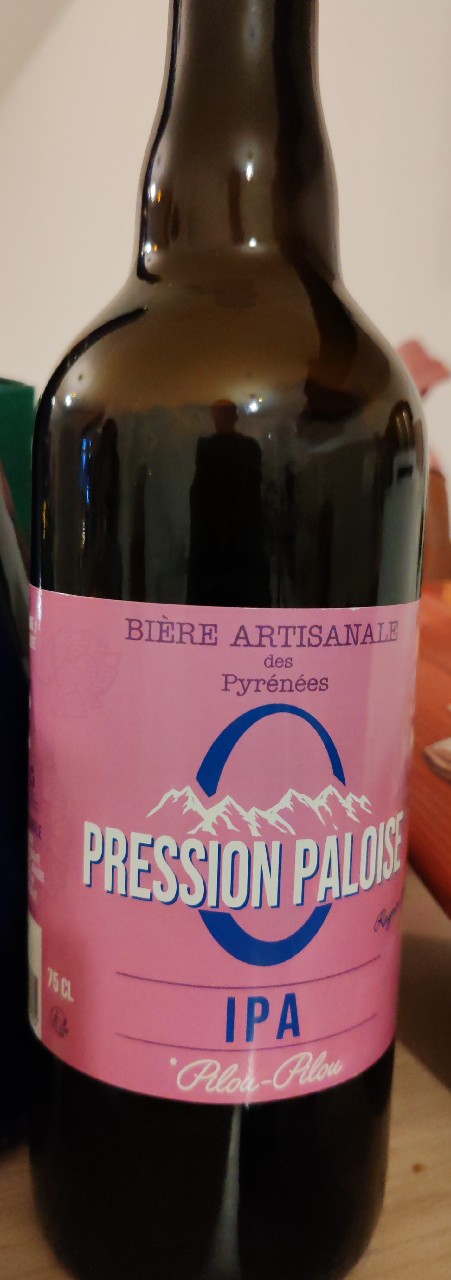 BIÈRE ARTISANALE
des
Pyrénées
PRESSION PALOISE
75 CL
IPA
Pilou-Pilou